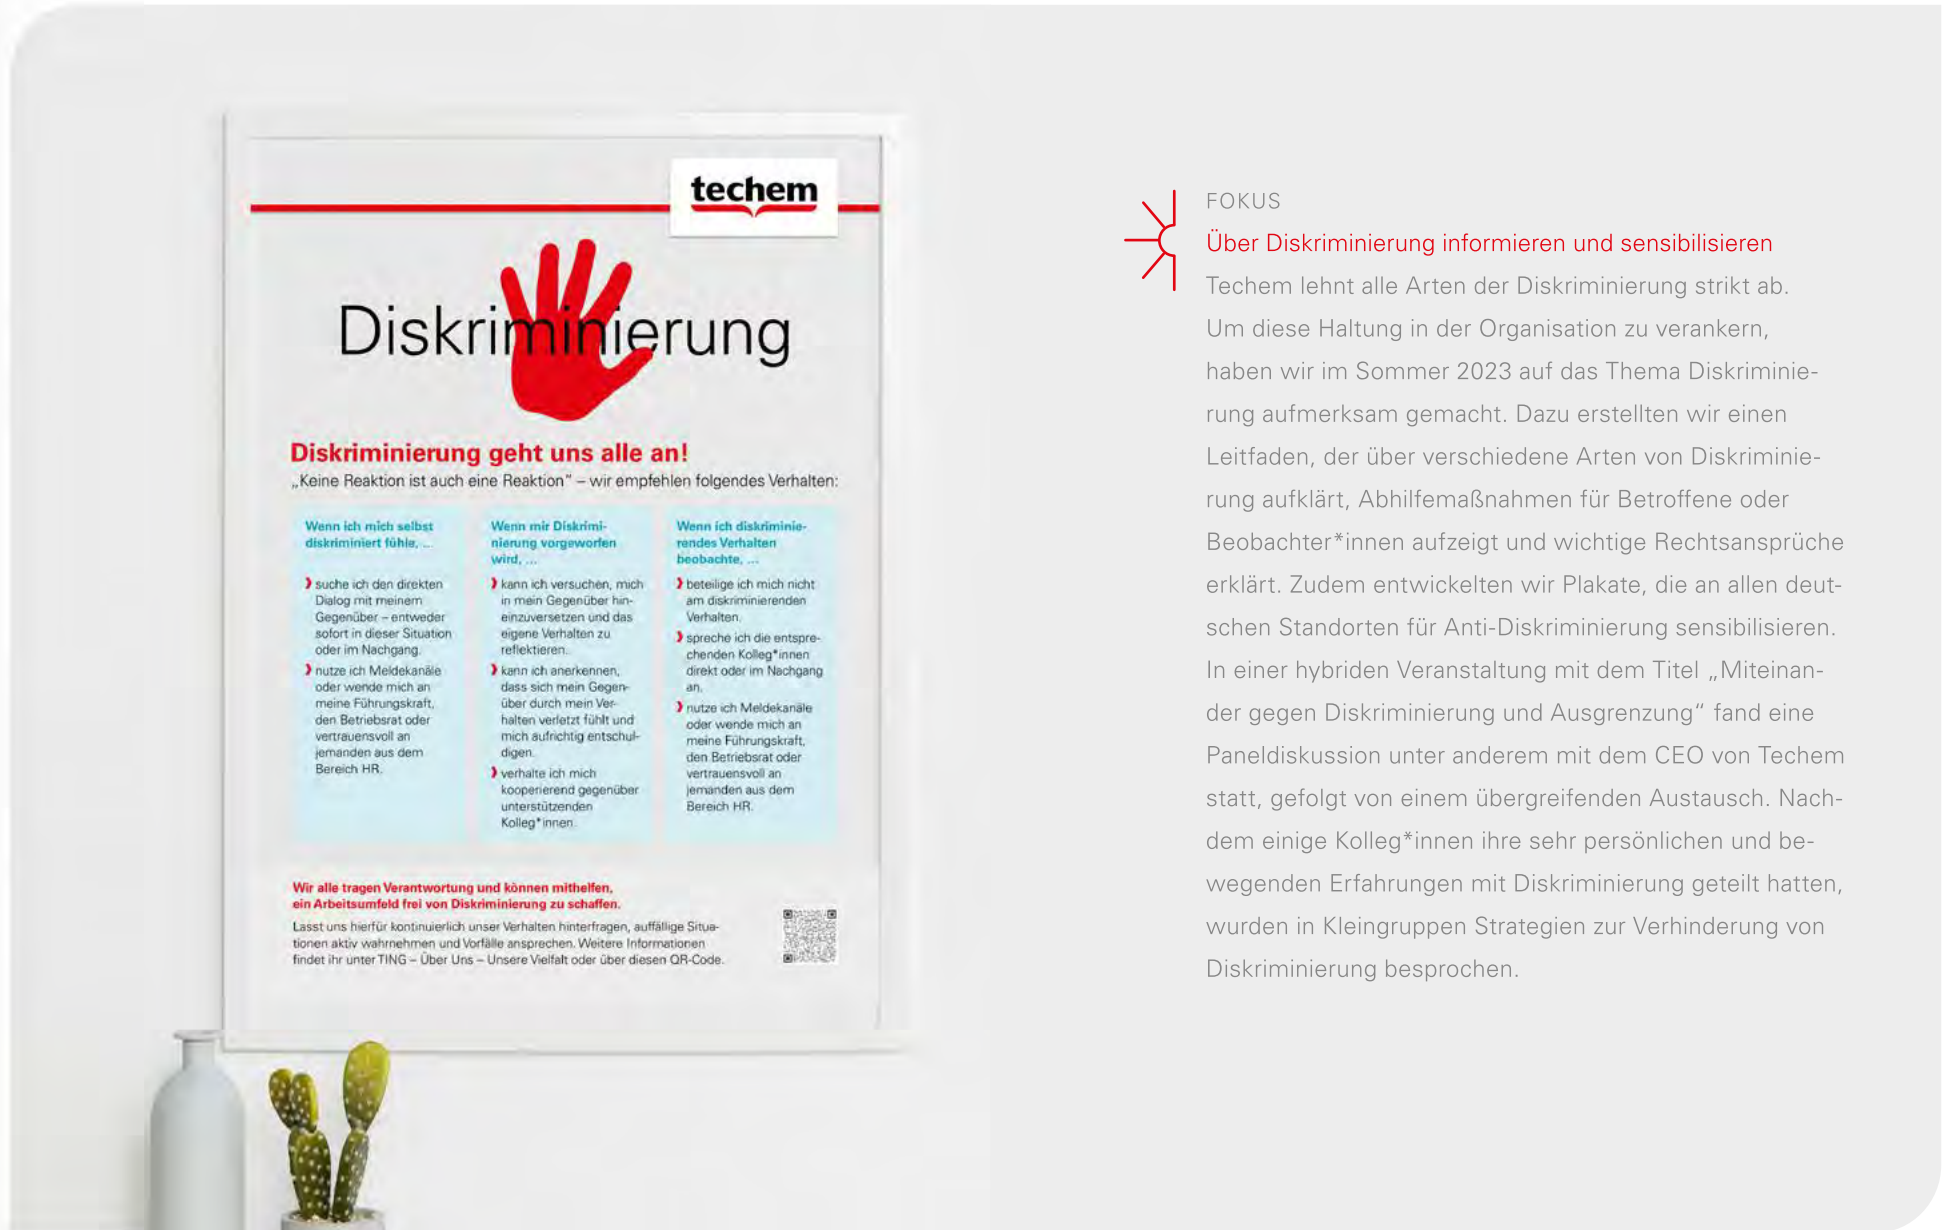 techem
Diskriminierung
Diskriminierung geht uns alle an!
„Keine Reaktion ist auch eine Reaktion“ – wir empfehlen folgendes Verhalten:
Wenn ich mich selbst
diskriminiert fühle, ...
❱ suche ich den direkten
Dialog mit meinem
Gegenüber – entweder
sofort in dieser Situation
oder im Nachgang.
❱ nutze ich Meldekanäle
oder wende mich an
meine Führungskraft,
den Betriebsrat oder
vertrauensvoll an
jemanden aus dem
Bereich HR.
Wenn mir Diskrimi-
nierung vorgeworfen
wird, ...
❱ kann ich versuchen, mich
in mein Gegenüber hin-
einzuversetzen und das
eigene Verhalten zu
reflektieren.
❱ kann ich anerkennen,
dass sich mein Gegen-
über durch mein Ver-
halten verletzt fühlt und
mich aufrichtig entschul-
digen.
❱ verhalte ich mich
kooperierend gegenüber
unterstützenden
Kolleg*innen.
Wenn ich diskriminie-
rendes Verhalten
beobachte, ...
❱ beteilige ich mich nicht
am diskriminierenden
Verhalten.
❱ spreche ich die entspre-
chenden Kolleg*innen
direkt oder im Nachgang
an.
❱ nutze ich Meldekanäle
oder wende mich an
meine Führungskraft,
den Betriebsrat oder
vertrauensvoll an
jemanden aus dem
Bereich HR.
Wir alle tragen Verantwortung und können mithelfen,
ein Arbeitsumfeld frei von Diskriminierung zu schaffen.
Lasst uns hierfür kontinuierlich unser Verhalten hinterfragen, auffällige Situa-
tionen aktiv wahrnehmen und Vorfälle ansprechen. Weitere Informationen
findet ihr unter TING – Über Uns – Unsere Vielfalt oder über diesen QR-Code.
FOKUS
Über Diskriminierung informieren und sensibilisieren
Techem lehnt alle Arten der Diskriminierung strikt ab.
Um diese Haltung in der Organisation zu verankern,
haben wir im Sommer 2023 auf das Thema Diskriminie-
rung aufmerksam gemacht. Dazu erstellten wir einen
Leitfaden, der über verschiedene Arten von Diskriminie-
rung aufklärt, Abhilfemaßnahmen für Betroffene oder
Beobachter*innen aufzeigt und wichtige Rechtsansprüche
erklärt. Zudem entwickelten wir Plakate, die an allen deut-
schen Standorten für Anti-Diskriminierung sensibilisieren.
In einer hybriden Veranstaltung mit dem Titel „Miteinan-
der gegen Diskriminierung und Ausgrenzung“ fand eine
Paneldiskussion unter anderem mit dem CEO von Techem
statt, gefolgt von einem übergreifenden Austausch. Nach-
dem einige Kolleg*innen ihre sehr persönlichen und be-
wegenden Erfahrungen mit Diskriminierung geteilt hatten,
wurden in Kleingruppen Strategien zur Verhinderung von
Diskriminierung besprochen.